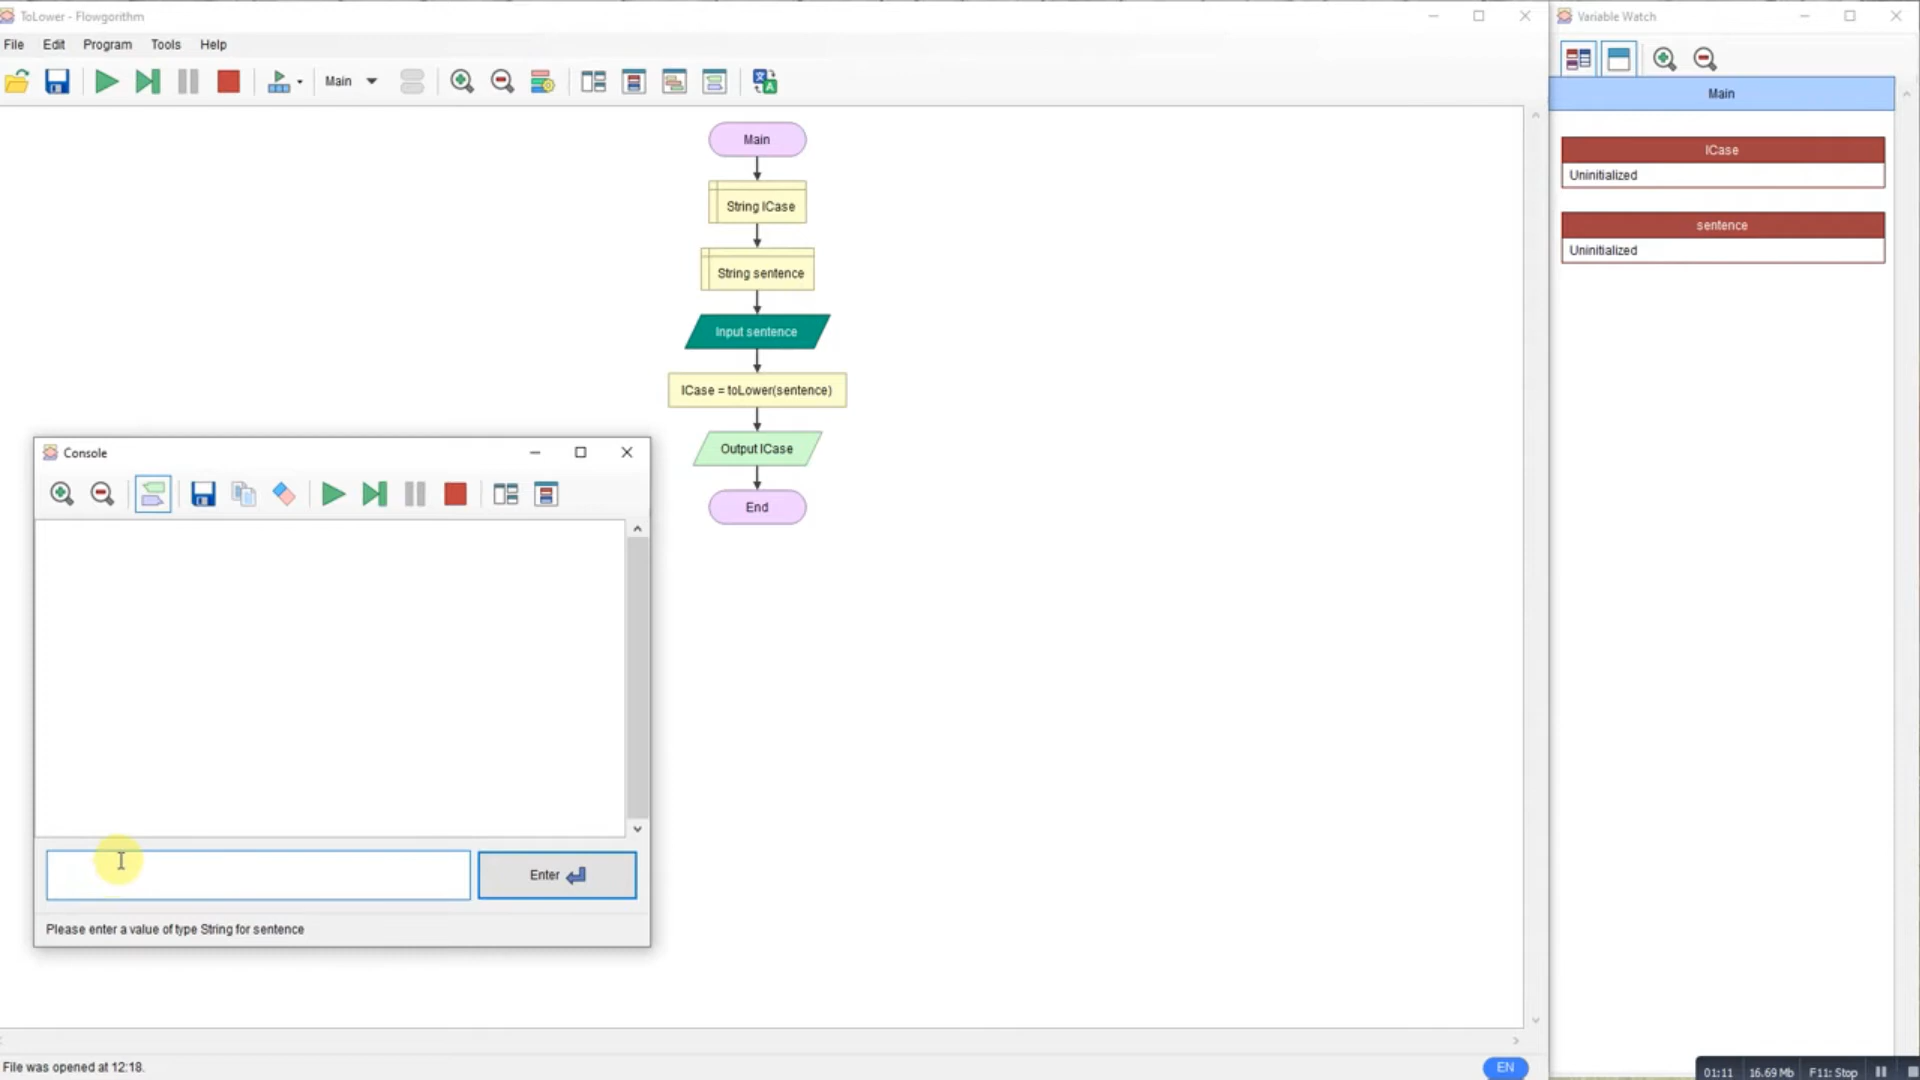 ToLower - Flowgorithm
File Edit Program Tools Help
Main
Main
String lCase
String sentence
Input sentence
lCase = toLower(sentence)
Output lCase
End
Console
Enter
Please enter a value of type String for sentence
File was opened at 12:18.
EN
Variable Watch
Main
lCase
Uninitialized
sentence
Uninitialized
01:11 16.69 Mb F11: Stop